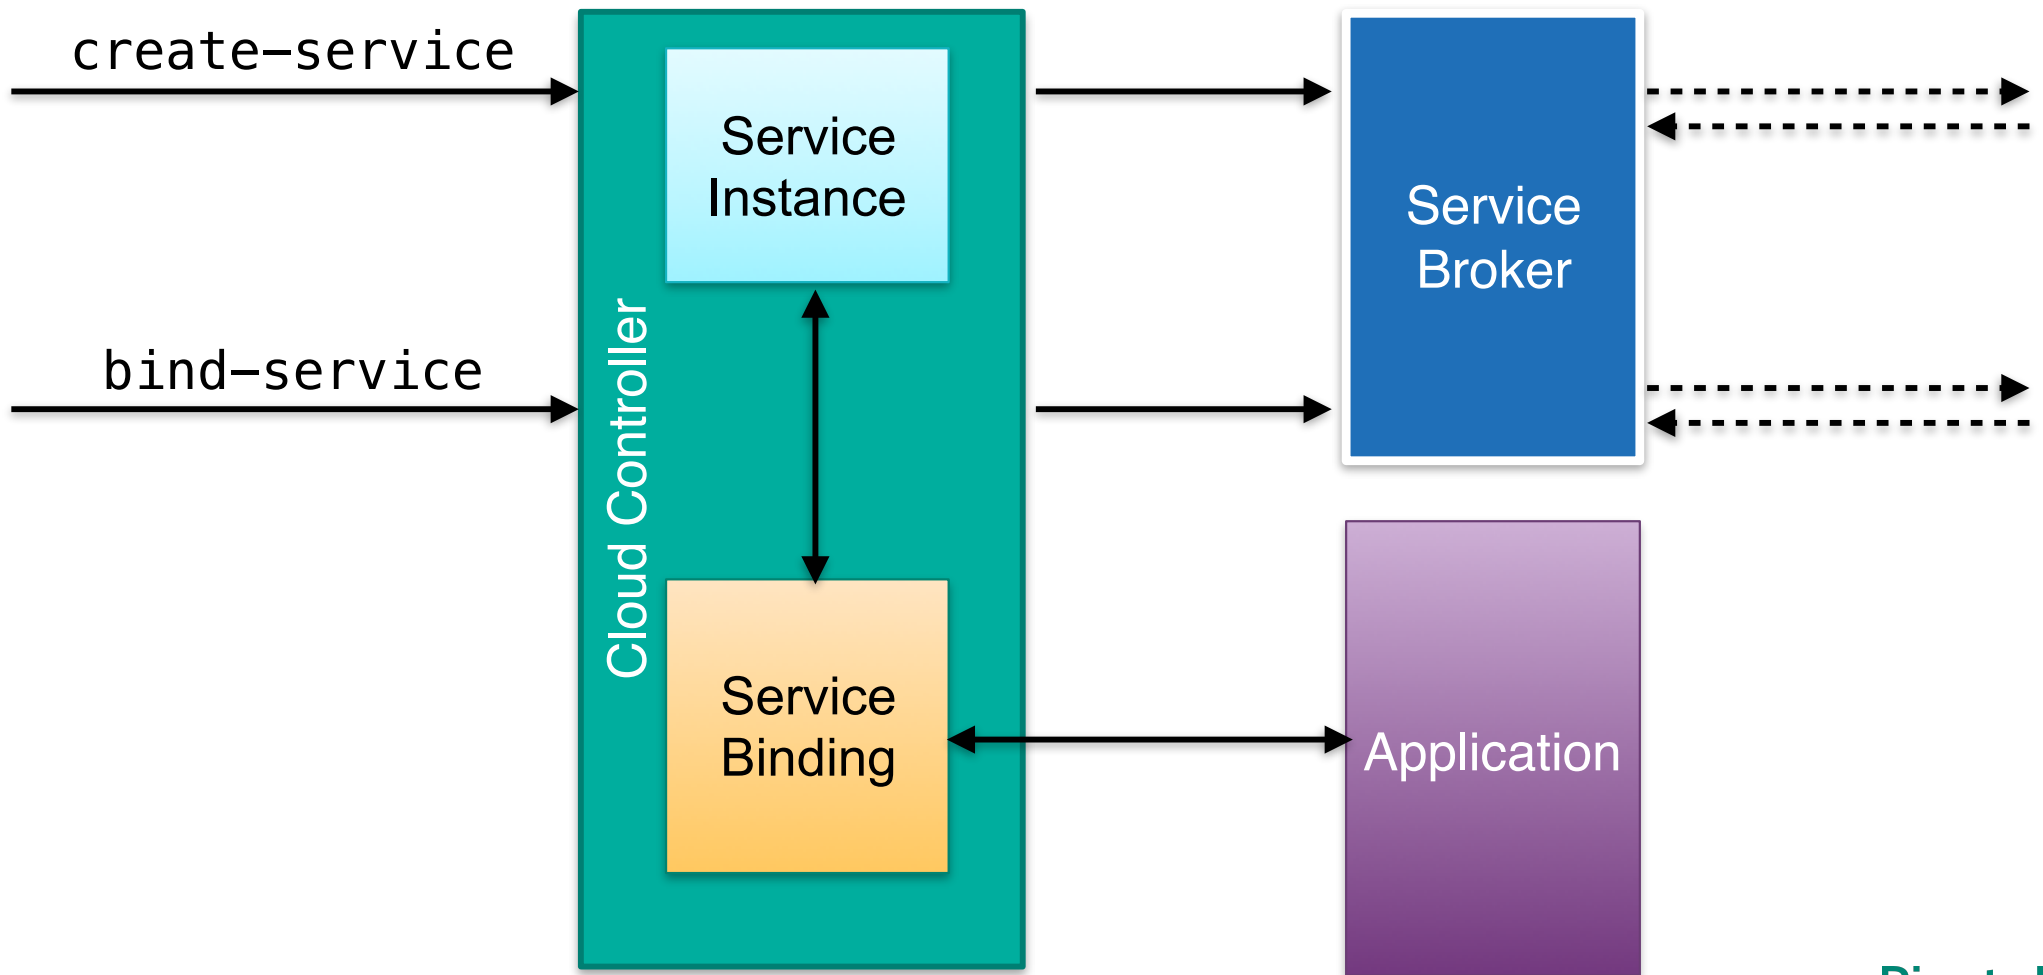 create-service
Service
Instance
Service
Broker
bind-service
Cloud Controller
Service
Binding
Application